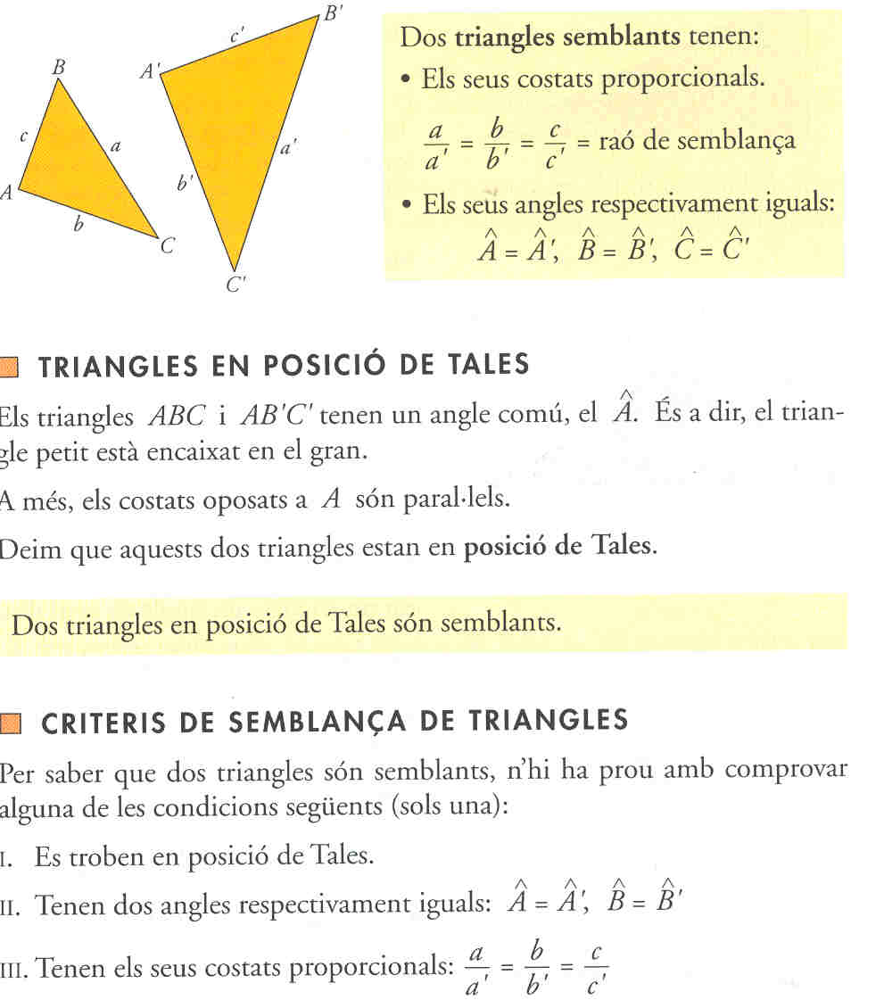 B'
c'
B
A'
c
a
a'
b'
A
b
C
C'
Dos triangles semblants tenen:
• Els seus costats proporcionals.
a/a' = b/b' = c/c' = raó de semblança
• Els seus angles respectivament iguals:
Â = Â', B̂ = B̂', Ĉ = Ĉ'
TRIANGLES EN POSICIÓ DE TALES
Els triangles ABC i AB'C' tenen un angle comú, el Â. És a dir, el trian-
gle petit està encaixat en el gran.
A més, els costats oposats a A són paral·lels.
Deim que aquests dos triangles estan en posició de Tales.
Dos triangles en posició de Tales són semblants.
CRITERIS DE SEMBLANÇA DE TRIANGLES
Per saber que dos triangles són semblants, n'hi ha prou amb comprovar
alguna de les condicions següents (sols una):
I. Es troben en posició de Tales.
II. Tenen dos angles respectivament iguals: Â = Â', B̂ = B̂'
III. Tenen els seus costats proporcionals: a/a' = b/b' = c/c'